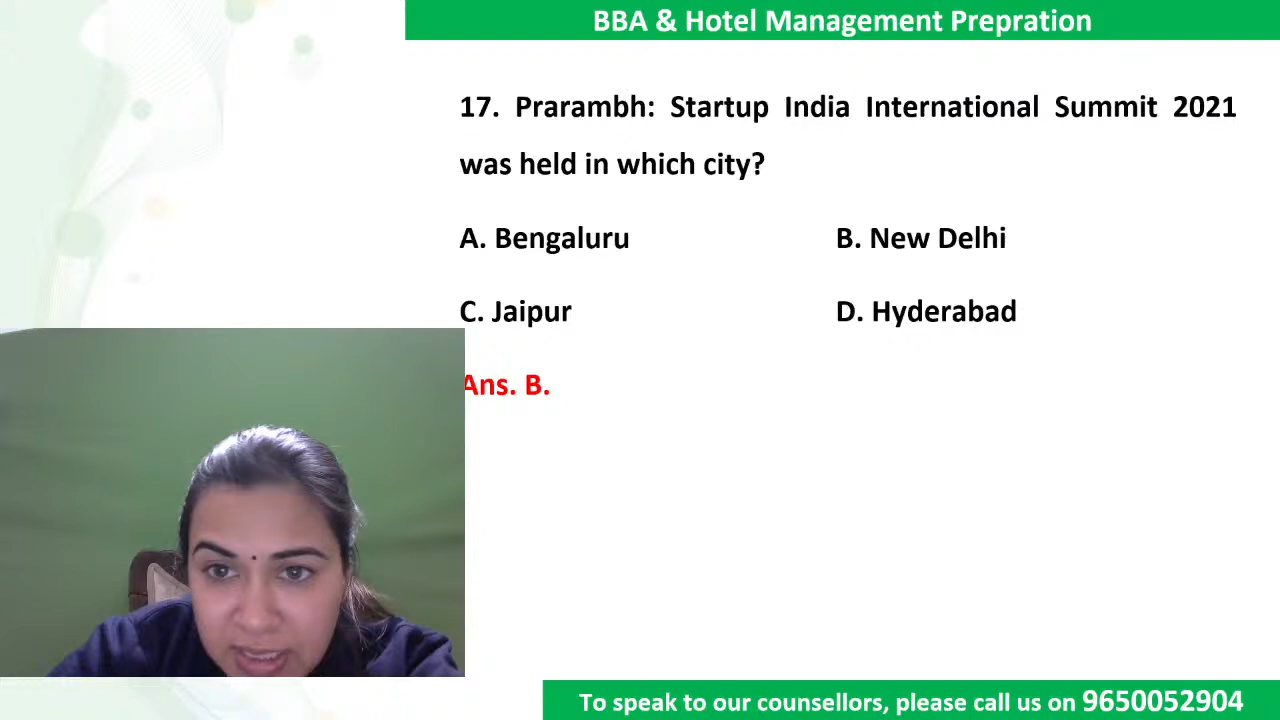 BBA & Hotel Management Prepration
17. Prarambh: Startup India International Summit 2021
was held in which city?
A. Bengaluru B. New Delhi
C. Jaipur D. Hyderabad
Ans. B.
To speak to our counsellors, please call us on 9650052904